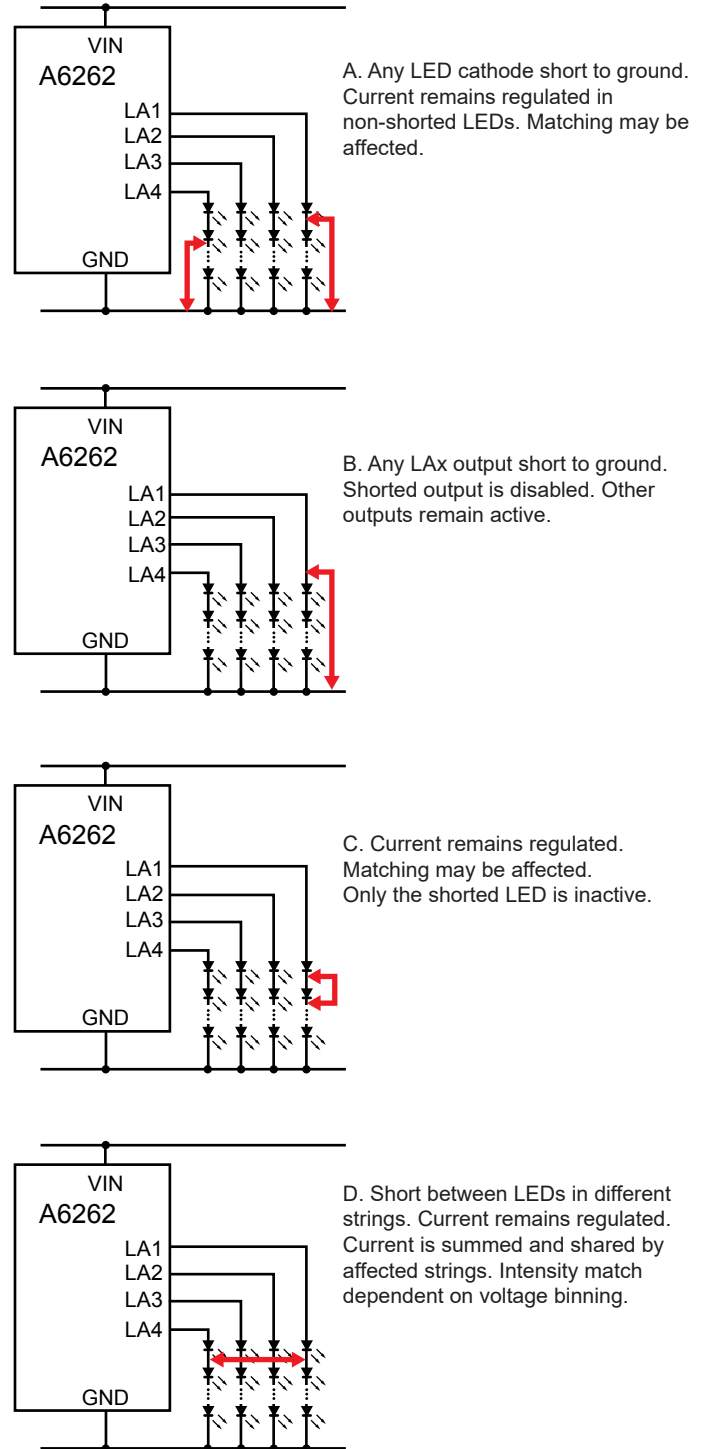 VIN
A6262
LA1
LA2
LA3
LA4
GND
A. Any LED cathode short to ground.
Current remains regulated in
non-shorted LEDs. Matching may be
affected.
VIN
A6262
LA1
LA2
LA3
LA4
GND
B. Any LAx output short to ground.
Shorted output is disabled. Other
outputs remain active.
VIN
A6262
LA1
LA2
LA3
LA4
GND
C. Current remains regulated.
Matching may be affected.
Only the shorted LED is inactive.
VIN
A6262
LA1
LA2
LA3
LA4
GND
D. Short between LEDs in different
strings. Current remains regulated.
Current is summed and shared by
affected strings. Intensity match
dependent on voltage binning.